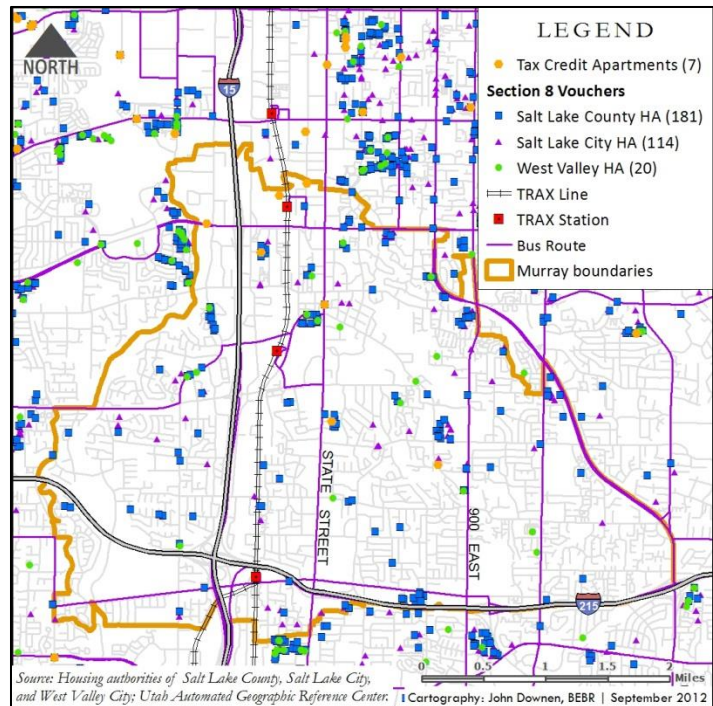 NORTH
15
LEGEND
Tax Credit Apartments (7)
Section 8 Vouchers
Salt Lake County HA (181)
Salt Lake City HA (114)
West Valley HA (20)
TRAX Line
TRAX Station
Bus Route
Murray boundaries
STATE
STREET
900 EAST
215
0 0.5 1 2
Miles
Source: Housing authorities of Salt Lake County, Salt Lake City,
and West Valley City; Utah Automated Geographic Reference Center.
Cartography: John Downen, BEBR | September 2012